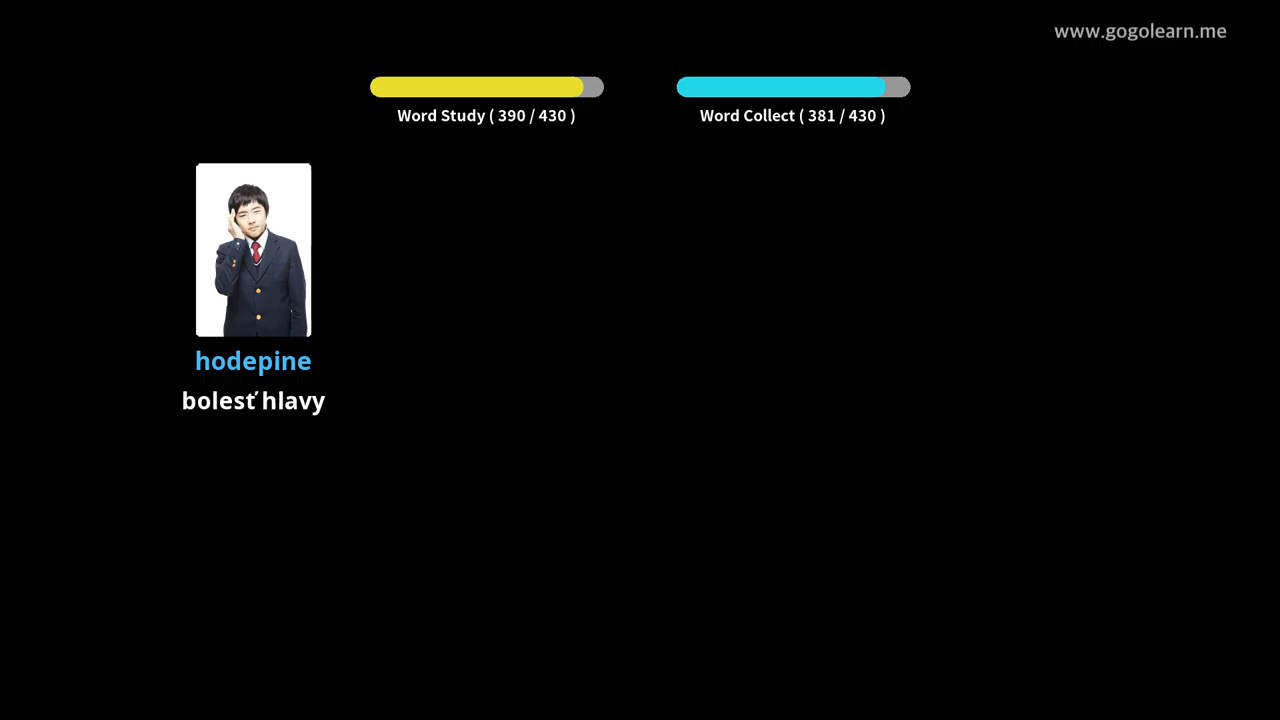 www.gogolearn.me
Word Study ( 390 / 430 )
Word Collect ( 381 / 430 )
hodepine
bolesť hlavy